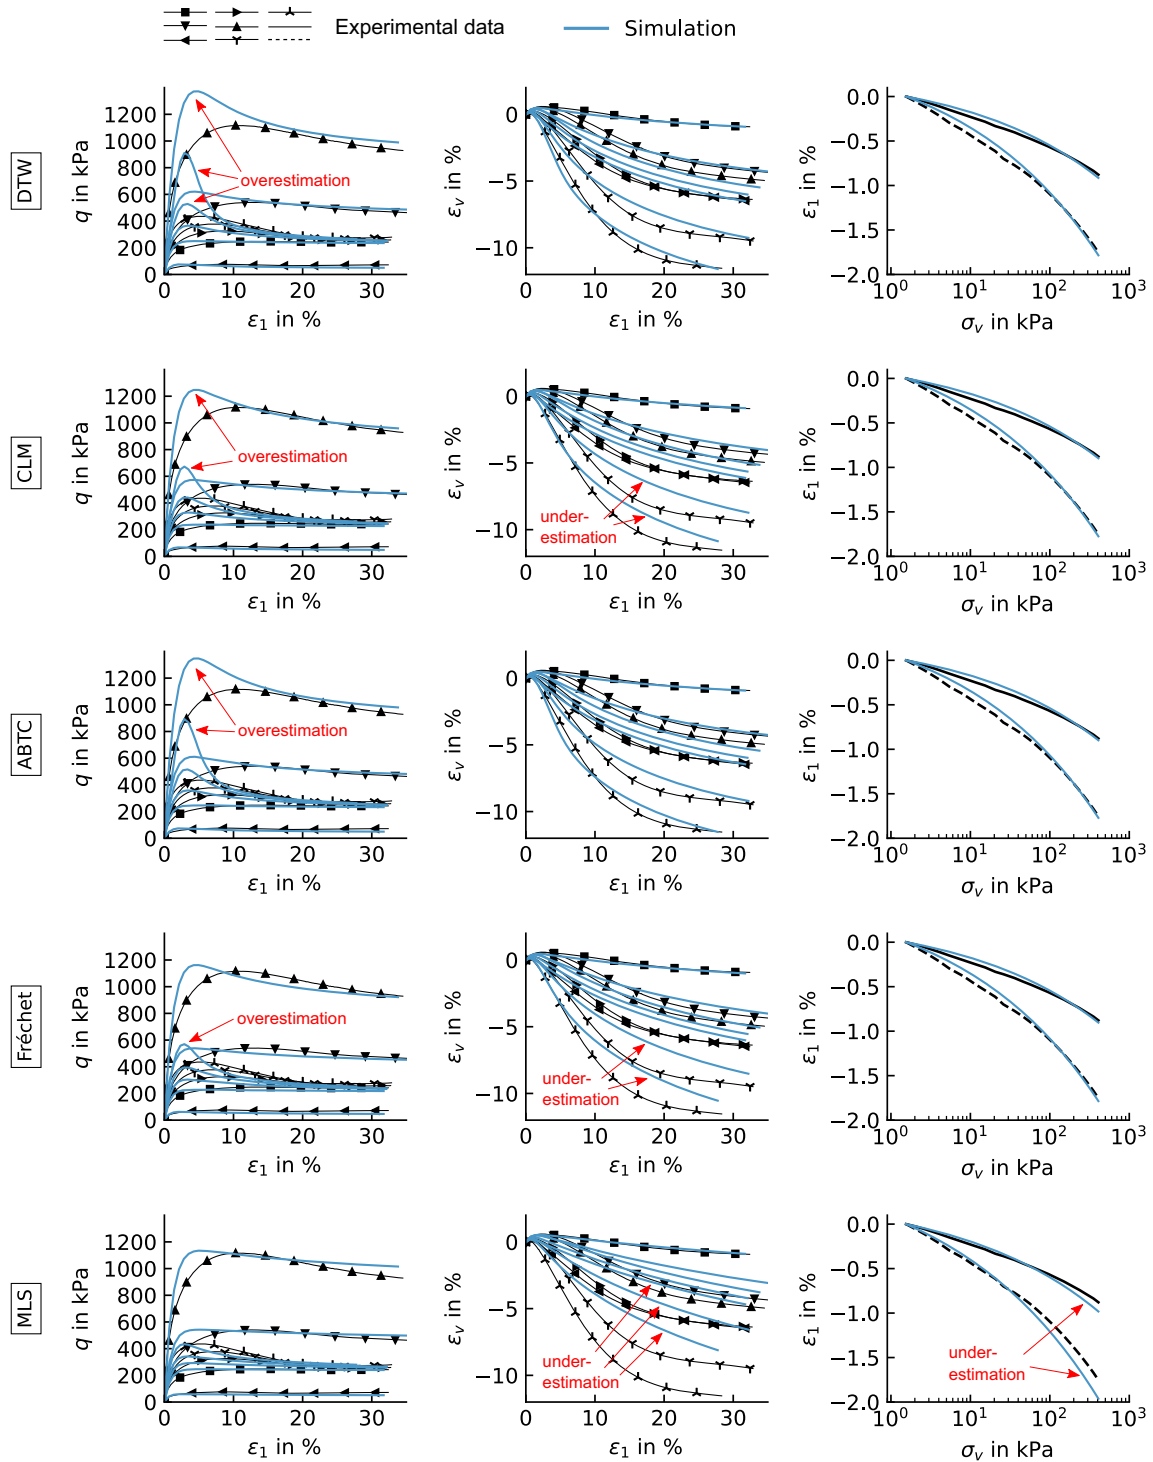 Experimental data Simulation
DTW
q in kPa
1200
1000
800
600
400
200
0
overestimation
0 10 20 30
ε1 in %
εv in %
0
−5
−10
0 10 20 30
ε1 in %
ε1 in %
0.0
−0.5
−1.0
−1.5
−2.0
10^0 10^1 10^2 10^3
σv in kPa
CLM
q in kPa
1200
1000
800
600
400
200
0
overestimation
0 10 20 30
ε1 in %
εv in %
0
−5
−10
under-
estimation
0 10 20 30
ε1 in %
ε1 in %
0.0
−0.5
−1.0
−1.5
−2.0
10^0 10^1 10^2 10^3
σv in kPa
ABTC
q in kPa
1200
1000
800
600
400
200
0
overestimation
0 10 20 30
ε1 in %
εv in %
0
−5
−10
0 10 20 30
ε1 in %
ε1 in %
0.0
−0.5
−1.0
−1.5
−2.0
10^0 10^1 10^2 10^3
σv in kPa
Fréchet
q in kPa
1200
1000
800
600
400
200
0
overestimation
0 10 20 30
ε1 in %
εv in %
0
−5
−10
under-
estimation
0 10 20 30
ε1 in %
ε1 in %
0.0
−0.5
−1.0
−1.5
−2.0
10^0 10^1 10^2 10^3
σv in kPa
MLS
q in kPa
1200
1000
800
600
400
200
0
0 10 20 30
ε1 in %
εv in %
0
−5
−10
under-
estimation
0 10 20 30
ε1 in %
ε1 in %
0.0
−0.5
−1.0
−1.5
−2.0
under-
estimation
10^0 10^1 10^2 10^3
σv in kPa